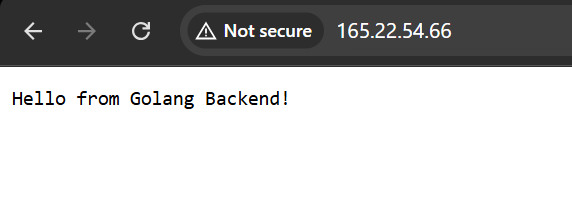 Not secure 165.22.54.66
Hello from Golang Backend!